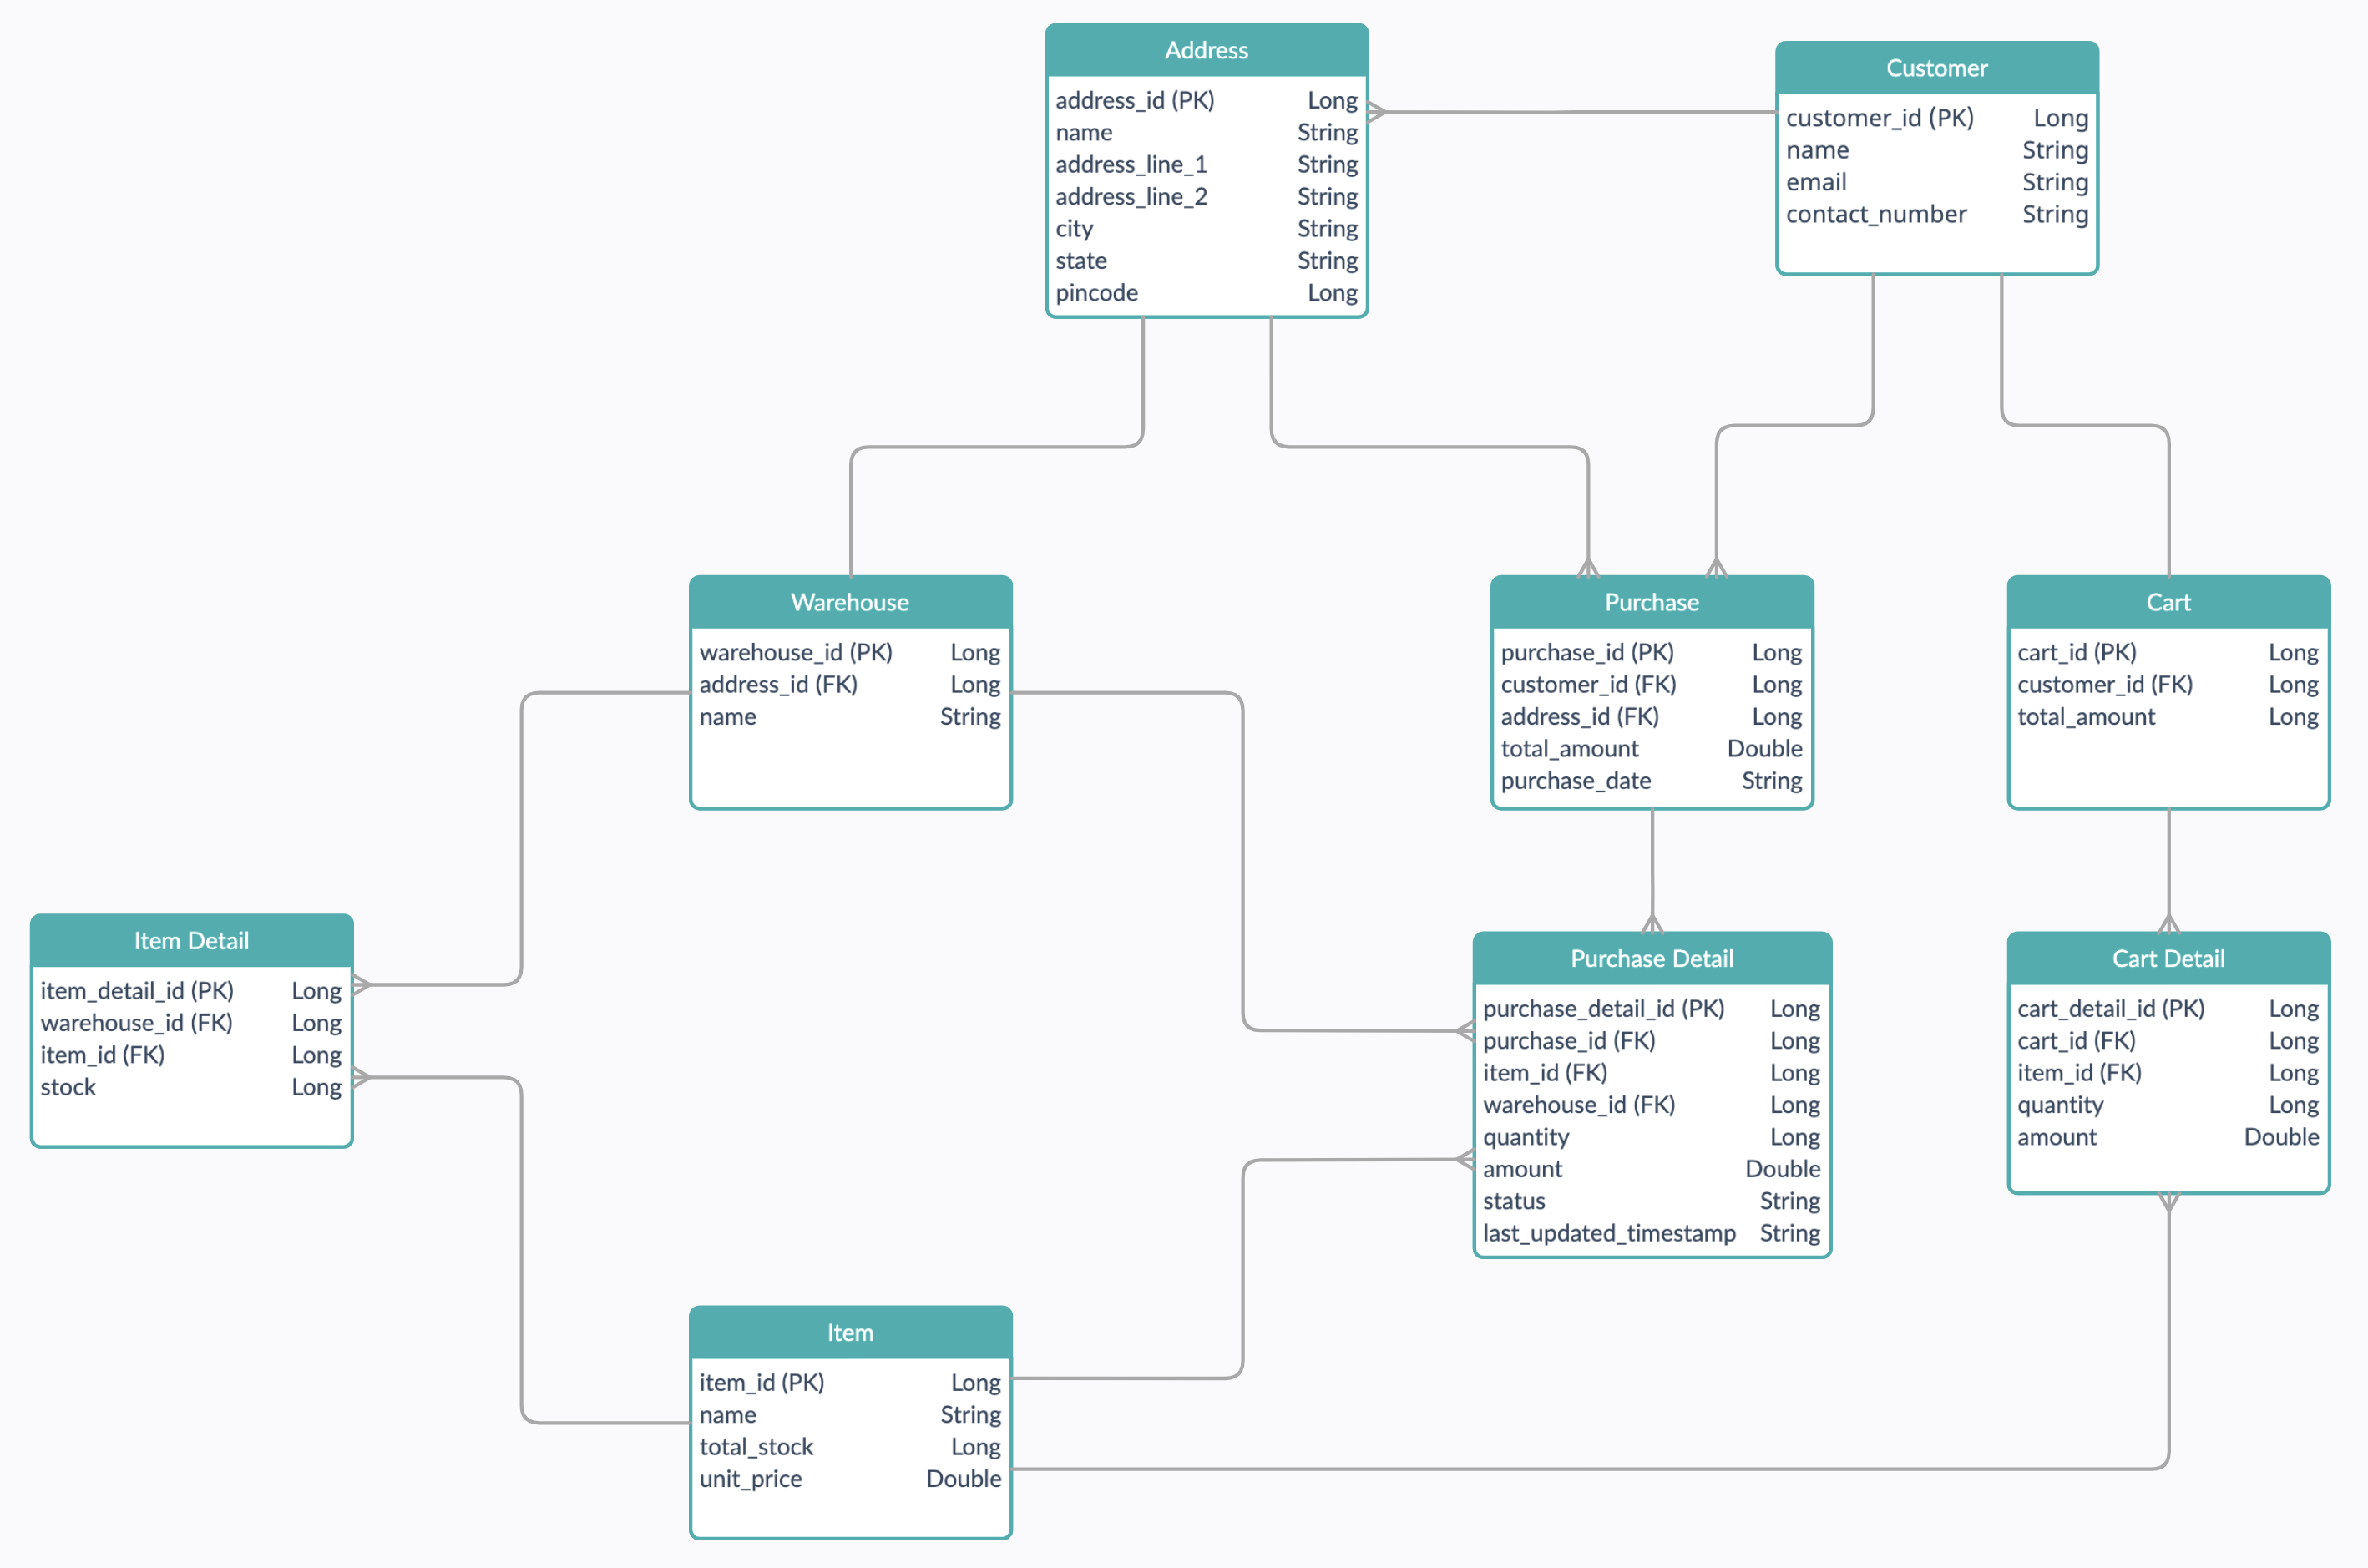 Address
address_id (PK) Long
name String
address_line_1 String
address_line_2 String
city String
state String
pincode Long
Customer
customer_id (PK) Long
name String
email String
contact_number String
Warehouse
warehouse_id (PK) Long
address_id (FK) Long
name String
Purchase
purchase_id (PK) Long
customer_id (FK) Long
address_id (FK) Long
total_amount Double
purchase_date String
Cart
cart_id (PK) Long
customer_id (FK) Long
total_amount Long
Item Detail
item_detail_id (PK) Long
warehouse_id (FK) Long
item_id (FK) Long
stock Long
Purchase Detail
purchase_detail_id (PK) Long
purchase_id (FK) Long
item_id (FK) Long
warehouse_id (FK) Long
quantity Long
amount Double
status String
last_updated_timestamp String
Cart Detail
cart_detail_id (PK) Long
cart_id (FK) Long
item_id (FK) Long
quantity Long
amount Double
Item
item_id (PK) Long
name String
total_stock Long
unit_price Double